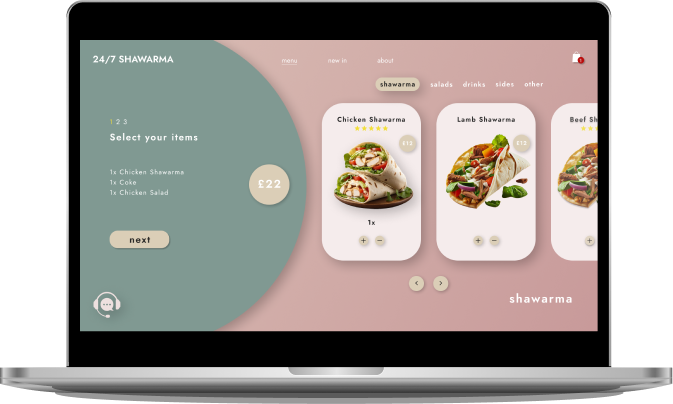 24/7 SHAWARMA
menu
new in
about
1
shawarma
salads
drinks
sides
other
1 2 3
Select your items
1x Chicken Shawarma
1x Coke
1x Chicken Salad
£22
next
Chicken Shawarma
£12
1x
+ −
Lamb Shawarma
£12
+ −
Beef Sh
+
< >
shawarma